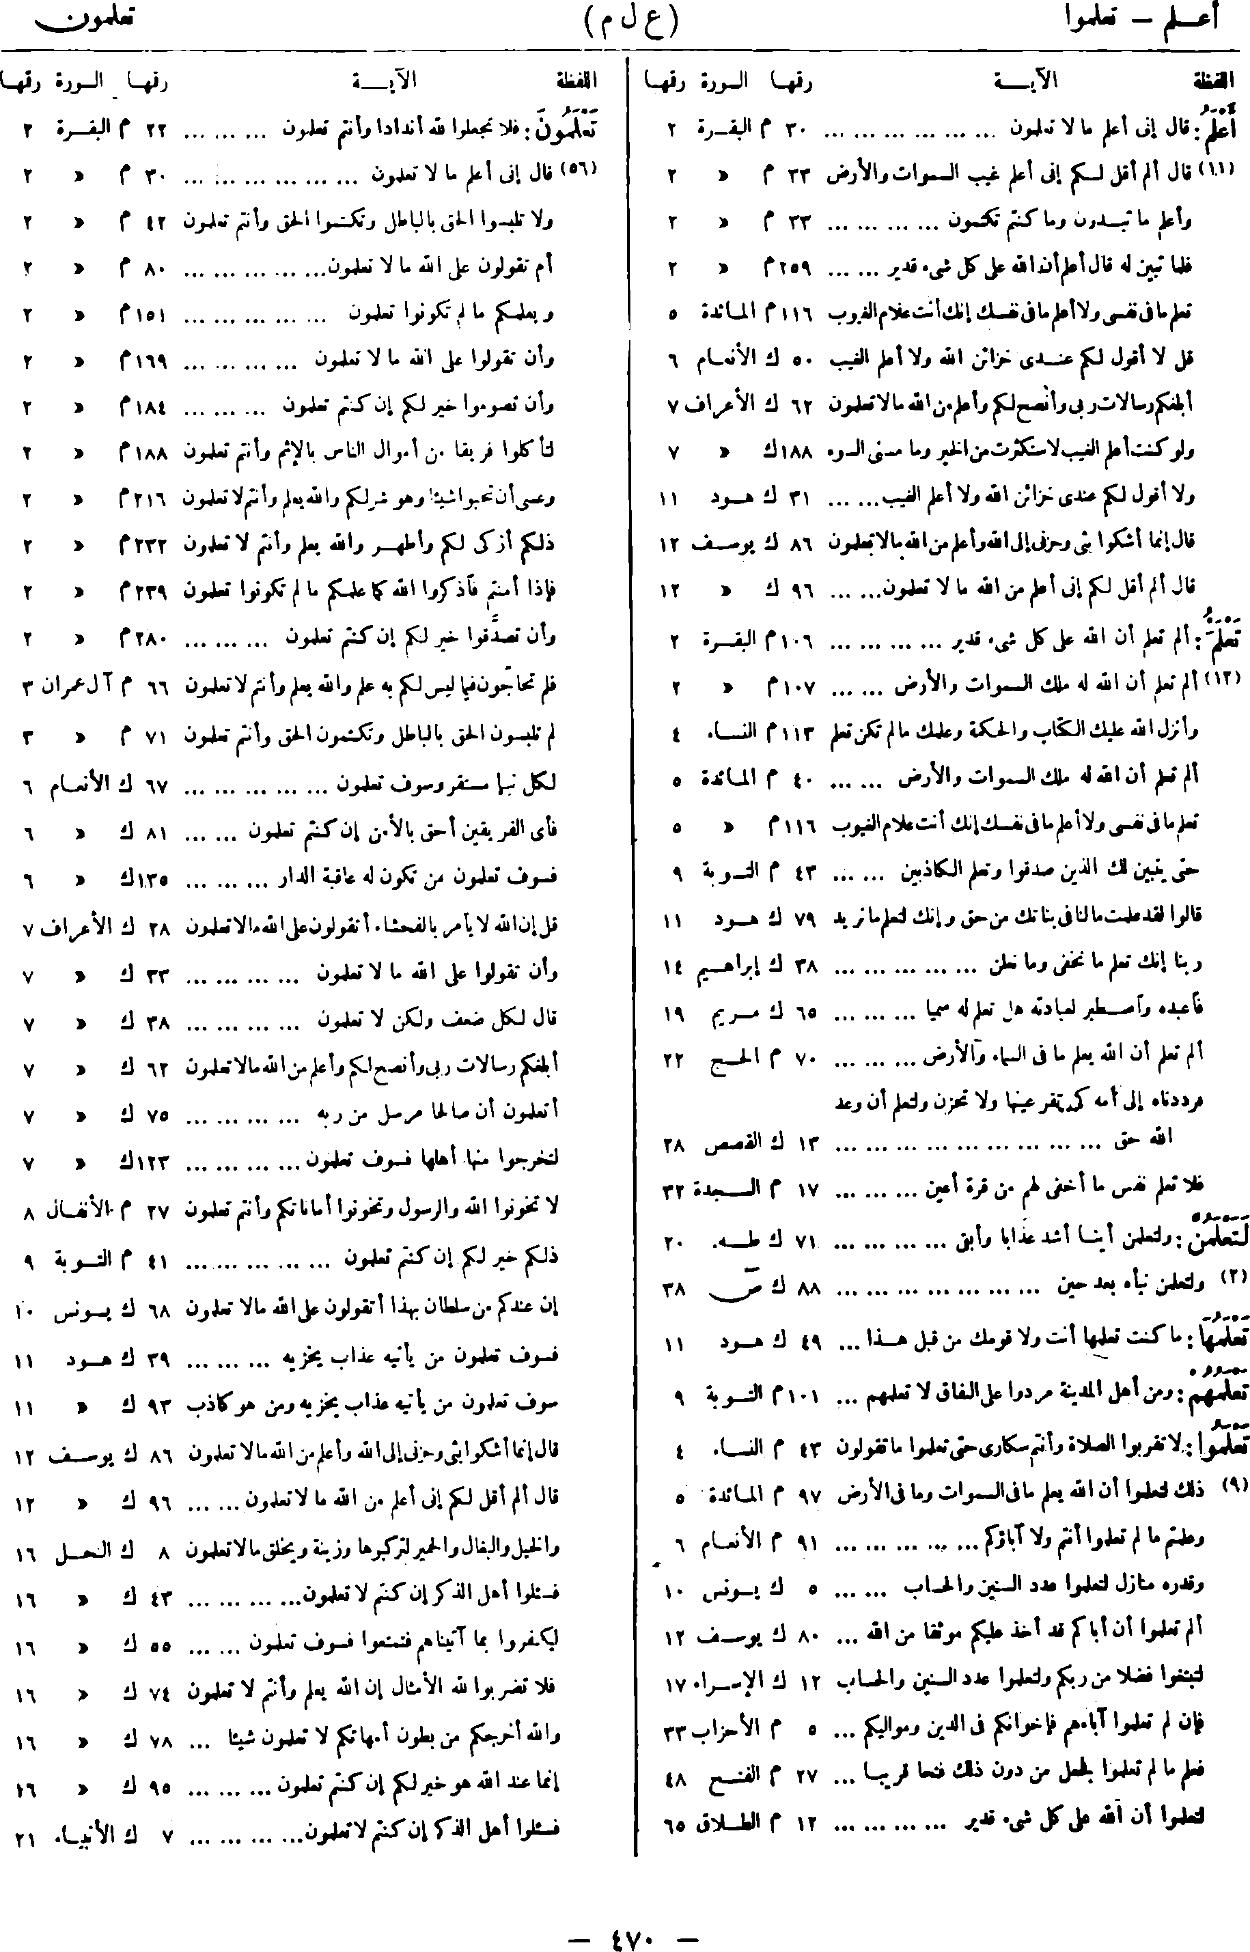 أعلم — تعلموا (ع ل م) تعلمون
اللفظة الآية رقمها السورة رقمها
أَعْلَمُ: قال إنى أعلم ما لا تعلمون ... ... ... ... ... ... ٣٠ م البقرة ٢
(١١) قال ألم أقل لكم إنى أعلم غيب السموات والأرض ٣٣ م » ٢
وأعلم ما تبدون وما كنتم تكتمون ... ... ... ... ٣٣ م » ٢
فلما تبين له قال أعلم أن الله على كل شىء قدير ... ... ٢٥٩ م » ٢
تعلم ما فى نفسى ولا أعلم ما فى نفسك إنك أنت علام الغيوب ١١٦ م المائدة ٥
قل لا أقول لكم عندى خزائن الله ولا أعلم الغيب ٥٠ ك الأنعام ٦
أبلغكم رسالات ربى وأنصح لكم وأعلم من الله ما لا تعلمون ٦٢ ك الأعراف ٧
ولو كنت أعلم الغيب لاستكثرت من الخير وما مسنى السوء ١٨٨ ك » ٧
ولا أقول لكم عندى خزائن الله ولا أعلم الغيب... ... ٣١ ك هود ١١
قال إنما أشكوا بثى وحزنى إلى الله وأعلم من الله ما لا تعلمون ٨٦ ك يوسف ١٢
قال ألم أقل لكم إنى أعلم من الله ما لا تعلمون... ... ٩٦ ك » ١٢
تَعْلَمْ: ألم تعلم أن الله على كل شىء قدير ... ... ... ... ١٠٦ م البقرة ٢
(١٣) ألم تعلم أن الله له ملك السموات والأرض ... ... ١٠٧ م » ٢
وأنزل الله عليك الكتاب والحكمة وعلمك ما لم تكن تعلم ١١٣ م النساء ٤
ألم تعلم أن الله له ملك السموات والأرض ... ... ٤٠ م المائدة ٥
تعلم ما فى نفسى ولا أعلم ما فى نفسك إنك أنت علام الغيوب ١١٦ م » ٥
حتى يتبين لك الذين صدقوا وتعلم الكاذبين ... ... ٤٣ م التوبة ٩
قالوا لقد علمت ما لنا فى بناتك من حق وإنك لتعلم ما نريد ٧٩ ك هود ١١
ربنا إنك تعلم ما نخفى وما نعلن ... ... ... ... ... ٣٨ ك إبراهيم ١٤
فاعبده واصطبر لعبادته هل تعلم له سميا ... ... ... ٦٥ ك مريم ١٩
ألم تعلم أن الله يعلم ما فى السماء والأرض ... ... ... ٧٠ م الحج ٢٢
فرددناه إلى أمه كى تقر عينها ولا تحزن ولتعلم أن وعد
الله حق ... ... ... ... ... ... ... ... ... ١٣ ك القصص ٢٨
فلا تعلم نفس ما أخفى لهم من قرة أعين ... ... ... ١٧ م السجدة ٣٢
لَتَعْلَمُنَّ: ولتعلمن أينا أشد عذابا وأبقى ... ... ... ... ٧١ ك طه ٢٠
(٢) ولتعلمن نبأه بعد حين ... ... ... ... ... ... ... ٨٨ ك ص ٣٨
تَعْلَمُهَا: ما كنت تعلمها أنت ولا قومك من قبل هذا ... ٤٩ ك هود ١١
تَعْلَمُهُمْ: ومن أهل المدينة مردوا على النفاق لا تعلمهم ... ١٠١ م التوبة ٩
تَعْلَمُوا: لا تقربوا الصلاة وأنتم سكارى حتى تعلموا ما تقولون ٤٣ م النساء ٤
(٩) ذلك لتعلموا أن الله يعلم ما فى السموات وما فى الأرض ٩٧ م المائدة ٥
وعلمتم ما لم تعلموا أنتم ولا آباؤكم ... ... ... ... ... ٩١ م الأنعام ٦
وقدره منازل لتعلموا عدد السنين والحساب ... ... ٥ ك يونس ١٠
ألم تعلموا أن أباكم قد أخذ عليكم موثقا من الله ... ٨٠ ك يوسف ١٢
لتبتغوا فضلا من ربكم ولتعلموا عدد السنين والحساب ١٢ ك الإسراء ١٧
فإن لم تعلموا آباءهم فإخوانكم فى الدين ومواليكم ... ٥ م الأحزاب ٣٣
فعلم ما لم تعلموا فجعل من دون ذلك فتحا قريبا ... ٢٧ م الفتح ٤٨
لتعلموا أن الله على كل شىء قدير ... ... ... ... ١٢ م الطلاق ٦٥
اللفظة الآية رقمها السورة رقمها
تَعْلَمُونَ: فلا تجعلوا لله أندادا وأنتم تعلمون ... ... ... ٢٢ م البقرة ٢
(٥٦) قال إنى أعلم ما لا تعلمون ... ... ... ... ... ... ٣٠ م » ٢
ولا تلبسوا الحق بالباطل وتكتموا الحق وأنتم تعلمون ٤٢ م » ٢
أم تقولون على الله ما لا تعلمون... ... ... ... ... ٨٠ م » ٢
ويعلمكم ما لم تكونوا تعلمون ... ... ... ... ... ١٥١ م » ٢
وأن تقولوا على الله ما لا تعلمون ... ... ... ... ١٦٩ م » ٢
وأن تصوموا خير لكم إن كنتم تعلمون ... ... ... ١٨٤ م » ٢
لتأكلوا فريقا من أموال الناس بالإثم وأنتم تعلمون ١٨٨ م » ٢
وعسى أن تحبوا شيئا وهو شر لكم والله يعلم وأنتم لا تعلمون ٢١٦ م » ٢
ذلكم أزكى لكم وأطهر والله يعلم وأنتم لا تعلمون ٢٣٢ م » ٢
فإذا أمنتم فاذكروا الله كما علمكم ما لم تكونوا تعلمون ٢٣٩ م » ٢
وأن تصدّقوا خير لكم إن كنتم تعلمون ... ... ... ٢٨٠ م » ٢
فلم تحاجّون فيما ليس لكم به علم والله يعلم وأنتم لا تعلمون ٦٦ م آل عمران ٣
لم تلبسون الحق بالباطل وتكتمون الحق وأنتم تعلمون ٧١ م » ٣
لكل نبإ مستقر وسوف تعلمون ... ... ... ... ... ٦٧ ك الأنعام ٦
فأى الفريقين أحق بالأمن إن كنتم تعلمون ... ... ٨١ ك » ٦
فسوف تعلمون من تكون له عاقبة الدار ... ... ... ١٣٥ ك » ٦
قل إن الله لا يأمر بالفحشاء أتقولون على الله ما لا تعلمون ٢٨ ك الأعراف ٧
وأن تقولوا على الله ما لا تعلمون ... ... ... ... ٣٣ ك » ٧
قال لكل ضعف ولكن لا تعلمون ... ... ... ... ٣٨ ك » ٧
أبلغكم رسالات ربى وأنصح لكم وأعلم من الله ما لا تعلمون ٦٢ ك » ٧
أتعلمون أن صالحا مرسل من ربه ... ... ... ... ٧٥ ك » ٧
لتخرجوا منها أهلها فسوف تعلمون... ... ... ... ١٢٣ ك » ٧
لا تخونوا الله والرسول وتخونوا أماناتكم وأنتم تعلمون ٢٧ م الأنفال ٨
ذلكم خير لكم إن كنتم تعلمون ... ... ... ... ... ٤١ م التوبة ٩
إن عندكم من سلطان بهذا أتقولون على الله ما لا تعلمون ٦٨ ك يونس ١٠
فسوف تعلمون من يأتيه عذاب يخزيه ... ... ... ٣٩ ك هود ١١
سوف تعلمون من يأتيه عذاب يخزيه ومن هو كاذب ٩٣ ك » ١١
قال إنما أشكوا بثى وحزنى إلى الله وأعلم من الله ما لا تعلمون ٨٦ ك يوسف ١٢
قال ألم أقل لكم إنى أعلم من الله ما لا تعلمون ... ... ٩٦ ك » ١٢
والخيل والبغال والحمير لتركبوها وزينة ويخلق ما لا تعلمون ٨ ك النحل ١٦
فسئلوا أهل الذكر إن كنتم لا تعلمون... ... ... ... ٤٣ ك » ١٦
ليكفروا بما آتيناهم فتمتعوا فسوف تعلمون ... ... ٥٥ ك » ١٦
فلا تضربوا لله الأمثال إن الله يعلم وأنتم لا تعلمون ٧٤ ك » ١٦
والله أخرجكم من بطون أمهاتكم لا تعلمون شيئا ... ٧٨ ك » ١٦
إنما عند الله هو خير لكم إن كنتم تعلمون ... ... ... ٩٥ ك » ١٦
فسئلوا أهل الذكر إن كنتم لا تعلمون... ... ... ... ٧ ك الأنبياء ٢١
— ٤٧٠ —